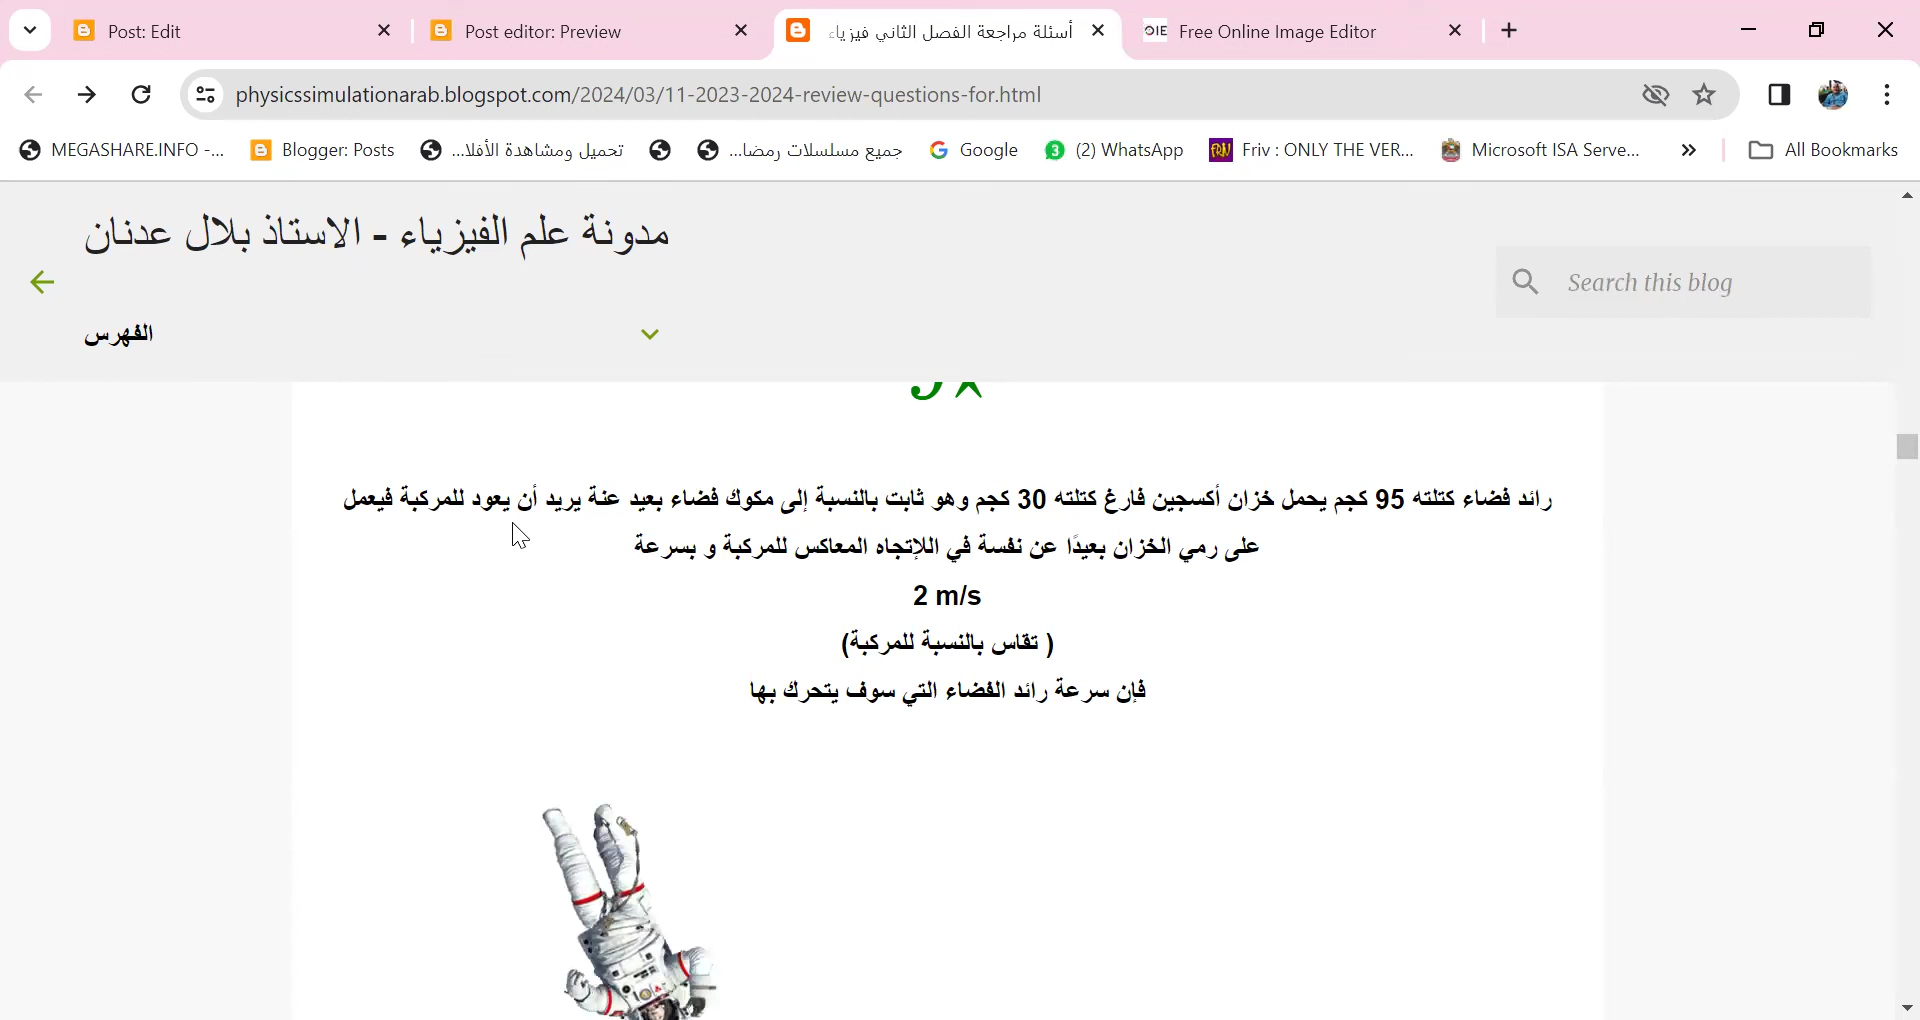 Post: Edit
Post editor: Preview
أسئلة مراجعة الفصل الثاني فيزياء
OIE Free Online Image Editor
physicssimulationarab.blogspot.com/2024/03/11-2023-2024-review-questions-for.html
MEGASHARE.INFO -...
Blogger: Posts
تحميل ومشاهدة الأفلا...
جميع مسلسلات رمضا...
Google
3 (2) WhatsApp
Friv : ONLY THE VER...
Microsoft ISA Serve...
All Bookmarks
مدونة علم الفيزياء - الاستاذ بلال عدنان
Search this blog
الفهرس
رائد فضاء كتلته 95 كجم يحمل خزان أكسجين فارغ كتلته 30 كجم وهو ثابت بالنسبة إلى مكوك فضاء بعيد عنة يريد أن يعود للمركبة فيعمل
على رمي الخزان بعيدًا عن نفسة في اللإتجاه المعاكس للمركبة و بسرعة
2 m/s
( تقاس بالنسبة للمركبة)
فإن سرعة رائد الفضاء التي سوف يتحرك بها